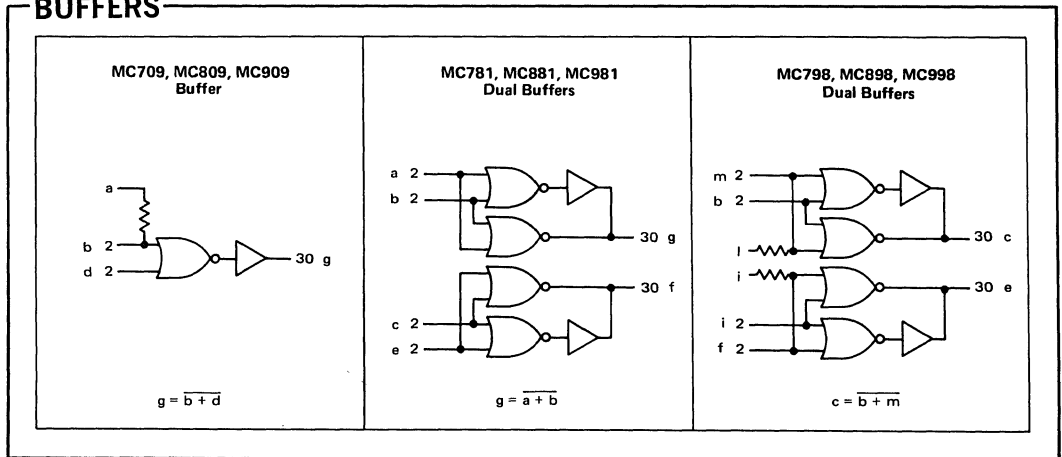 BUFFERS
MC709, MC809, MC909
Buffer
a
b 2
d 2
30 g
g = b + d
MC781, MC881, MC981
Dual Buffers
a 2
b 2
30 g
30 f
c 2
e 2
g = a + b
MC798, MC898, MC998
Dual Buffers
m 2
b 2
l
30 c
i
30 e
i 2
f 2
c = b + m